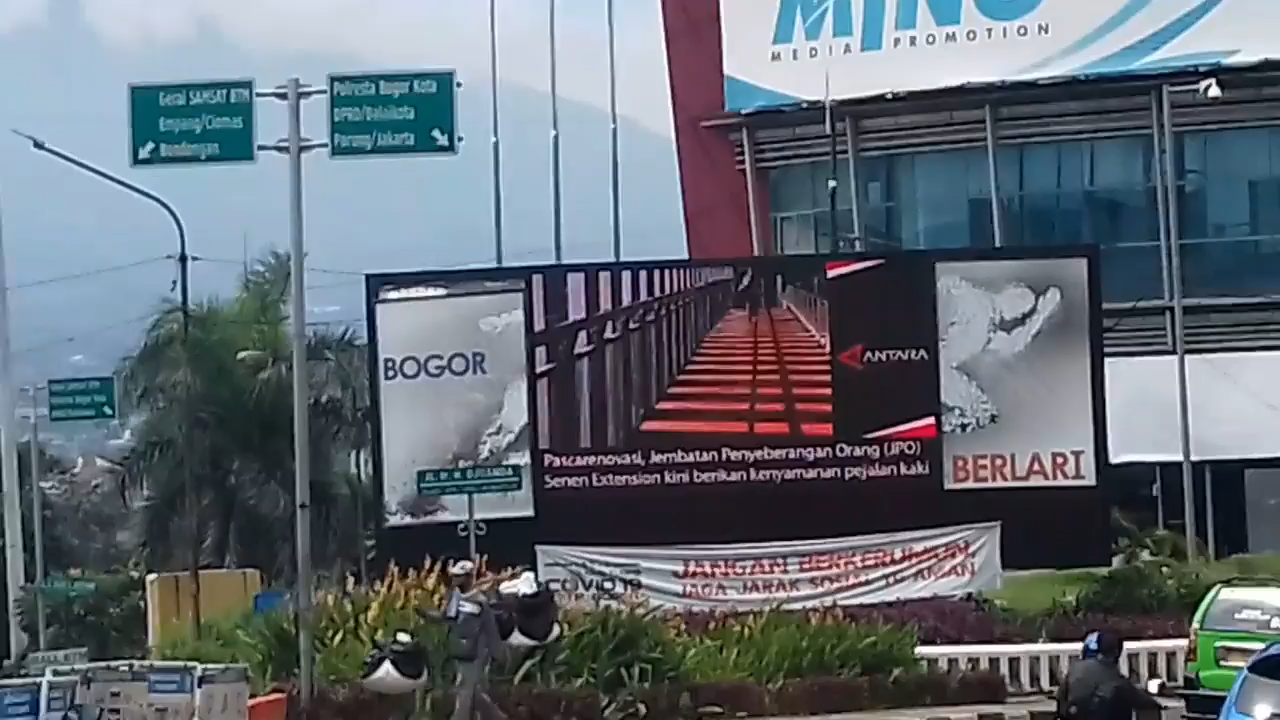 MEDIA PROMOTION
Gerai SAMSAT BTM
Empang/Ciomas
Bondongan
Polresta Bogor Kota
DPRD/Balaikota
Parung/Jakarta
BOGOR
ANTARA
Pascarenovasi, Jembatan Penyeberangan Orang (JPO)
Senen Extension kini berikan kenyamanan pejalan kaki
BERLARI
JL. Ir. H. DJUANDA
COVID 19
JANGAN BERKERUMUN
JAGA JARAK SOSIAL